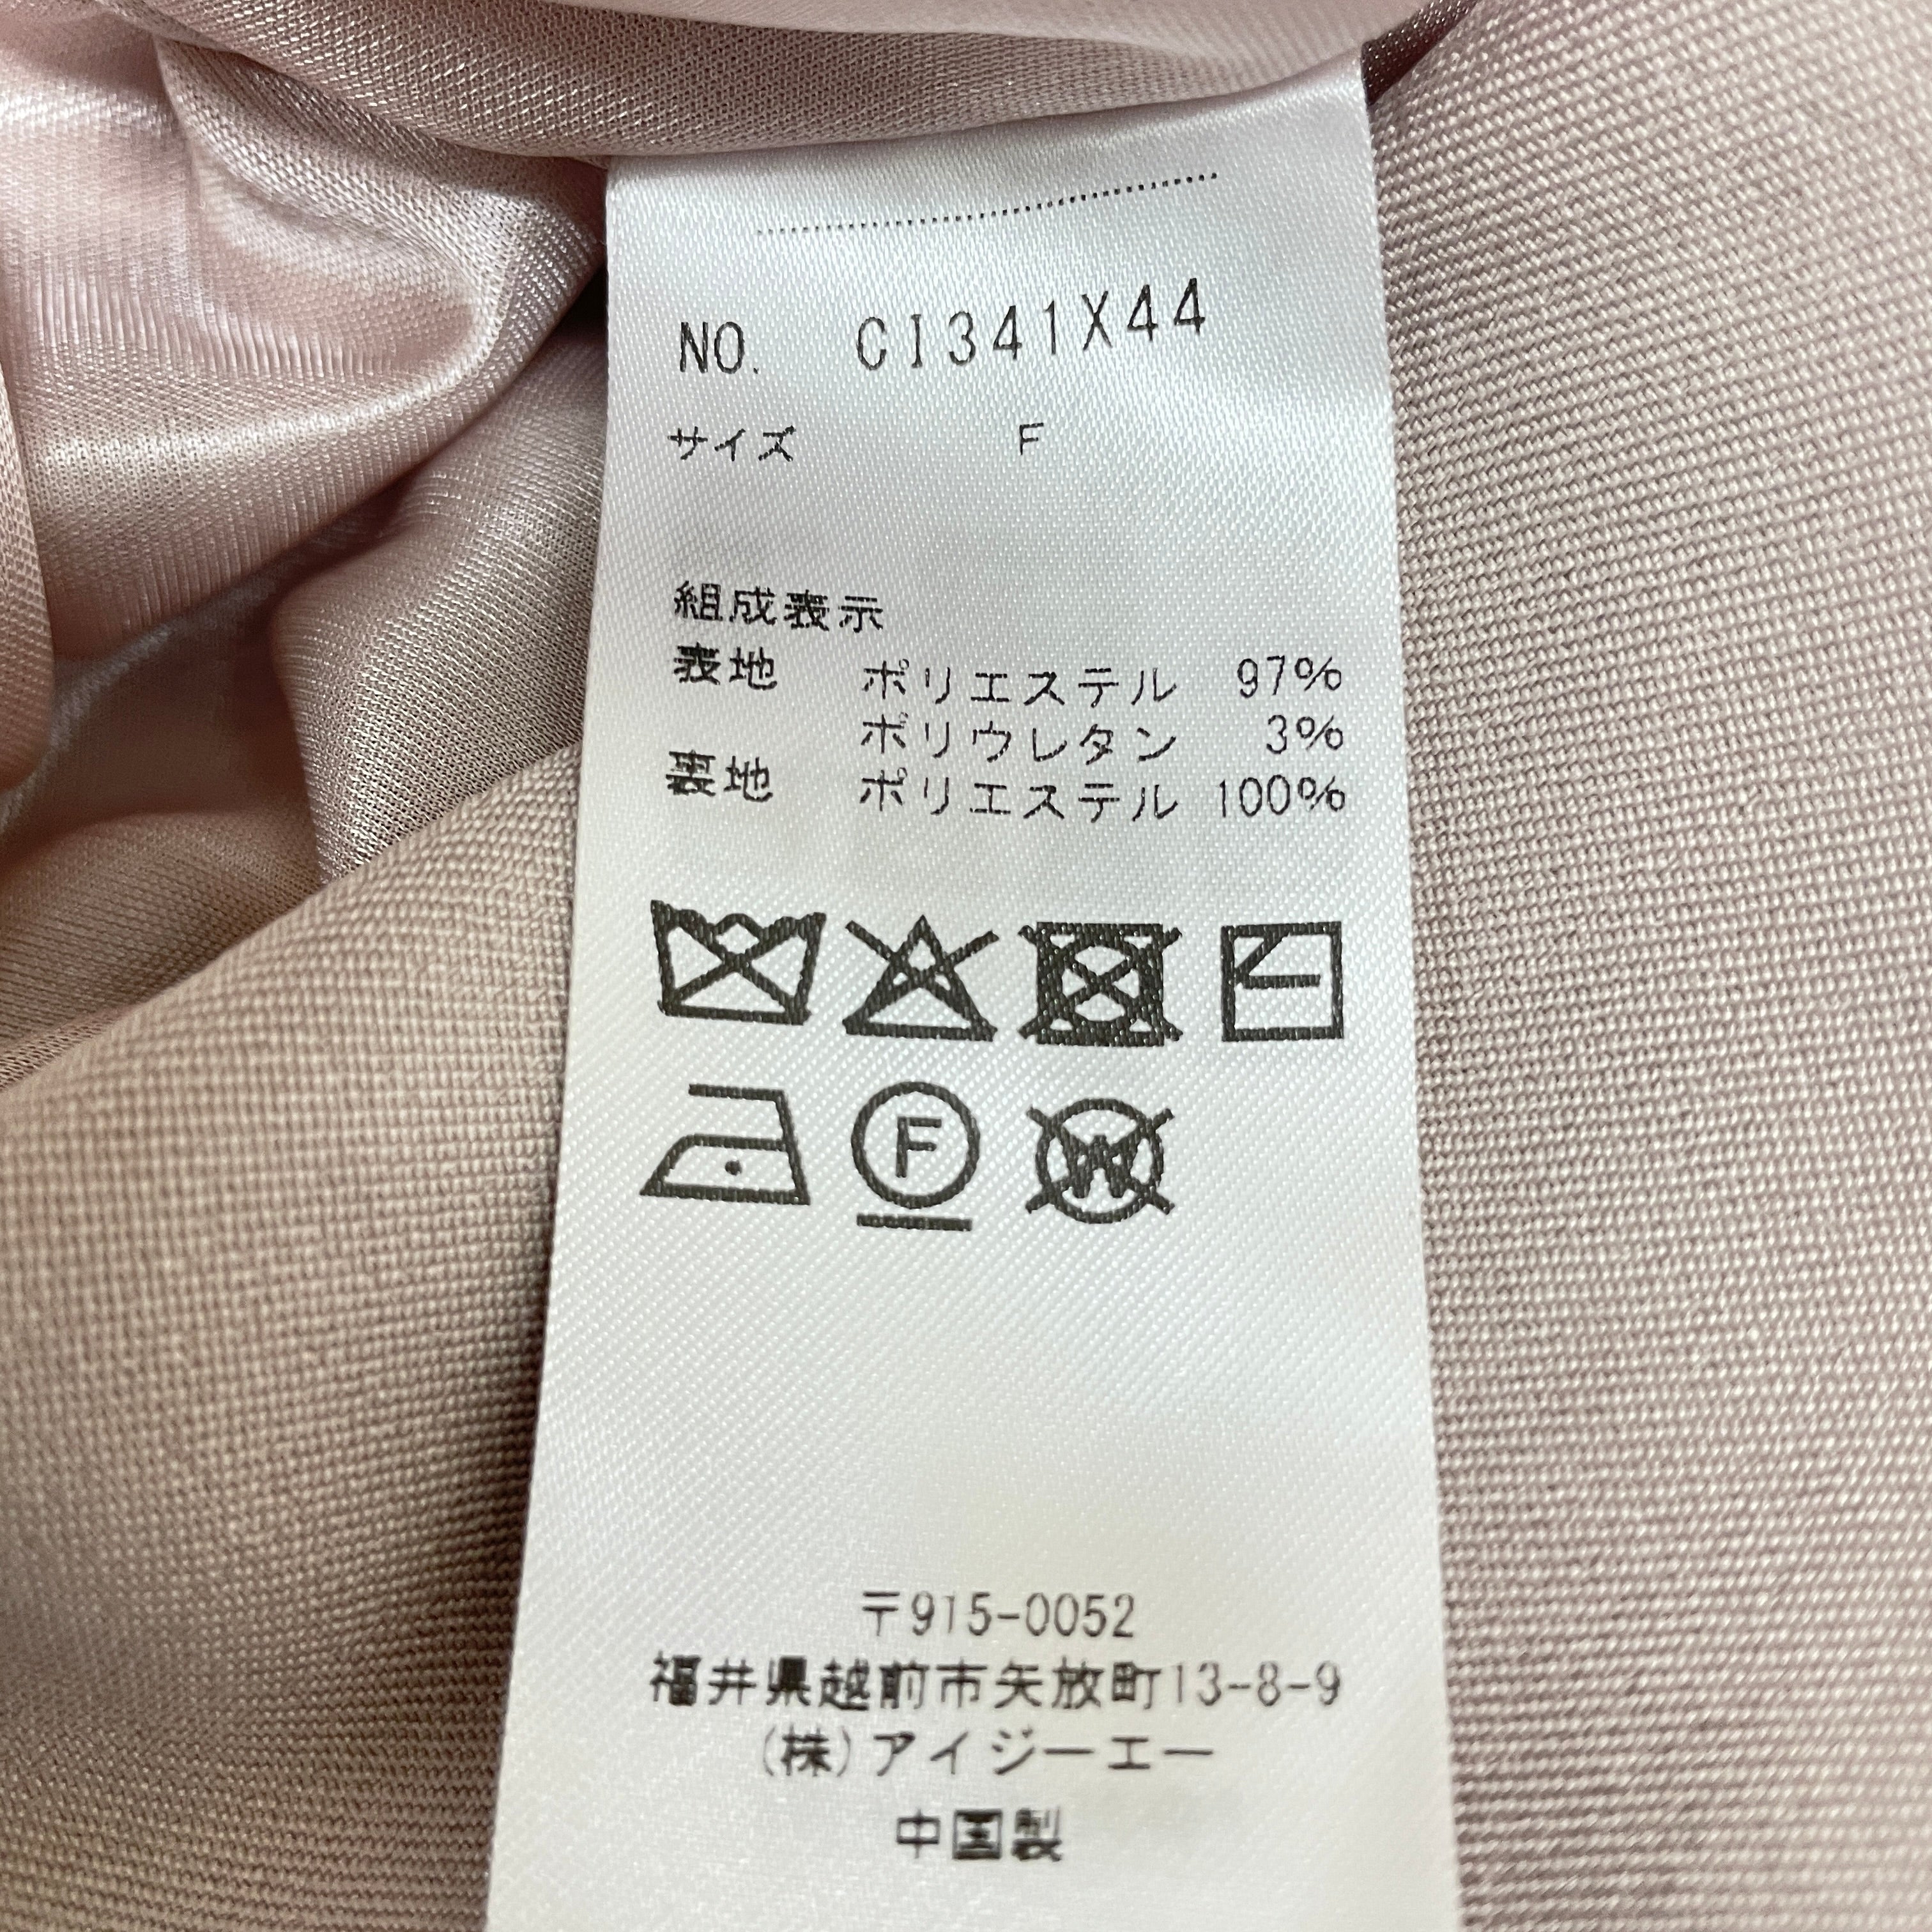 NO. CI341X44
サイズ F
組成表示
表地 ポリエステル 97%
ポリウレタン 3%
裏地 ポリエステル 100%
F
W
〒915-0052
福井県越前市矢放町13-8-9
(株)アイジーエー
中国製